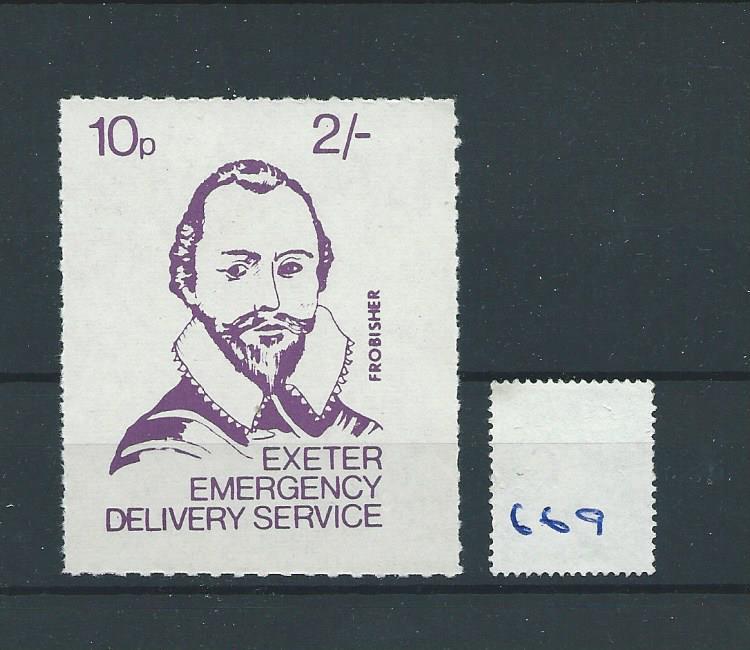 10p 2/-
FROBISHER
EXETER
EMERGENCY
DELIVERY SERVICE
669